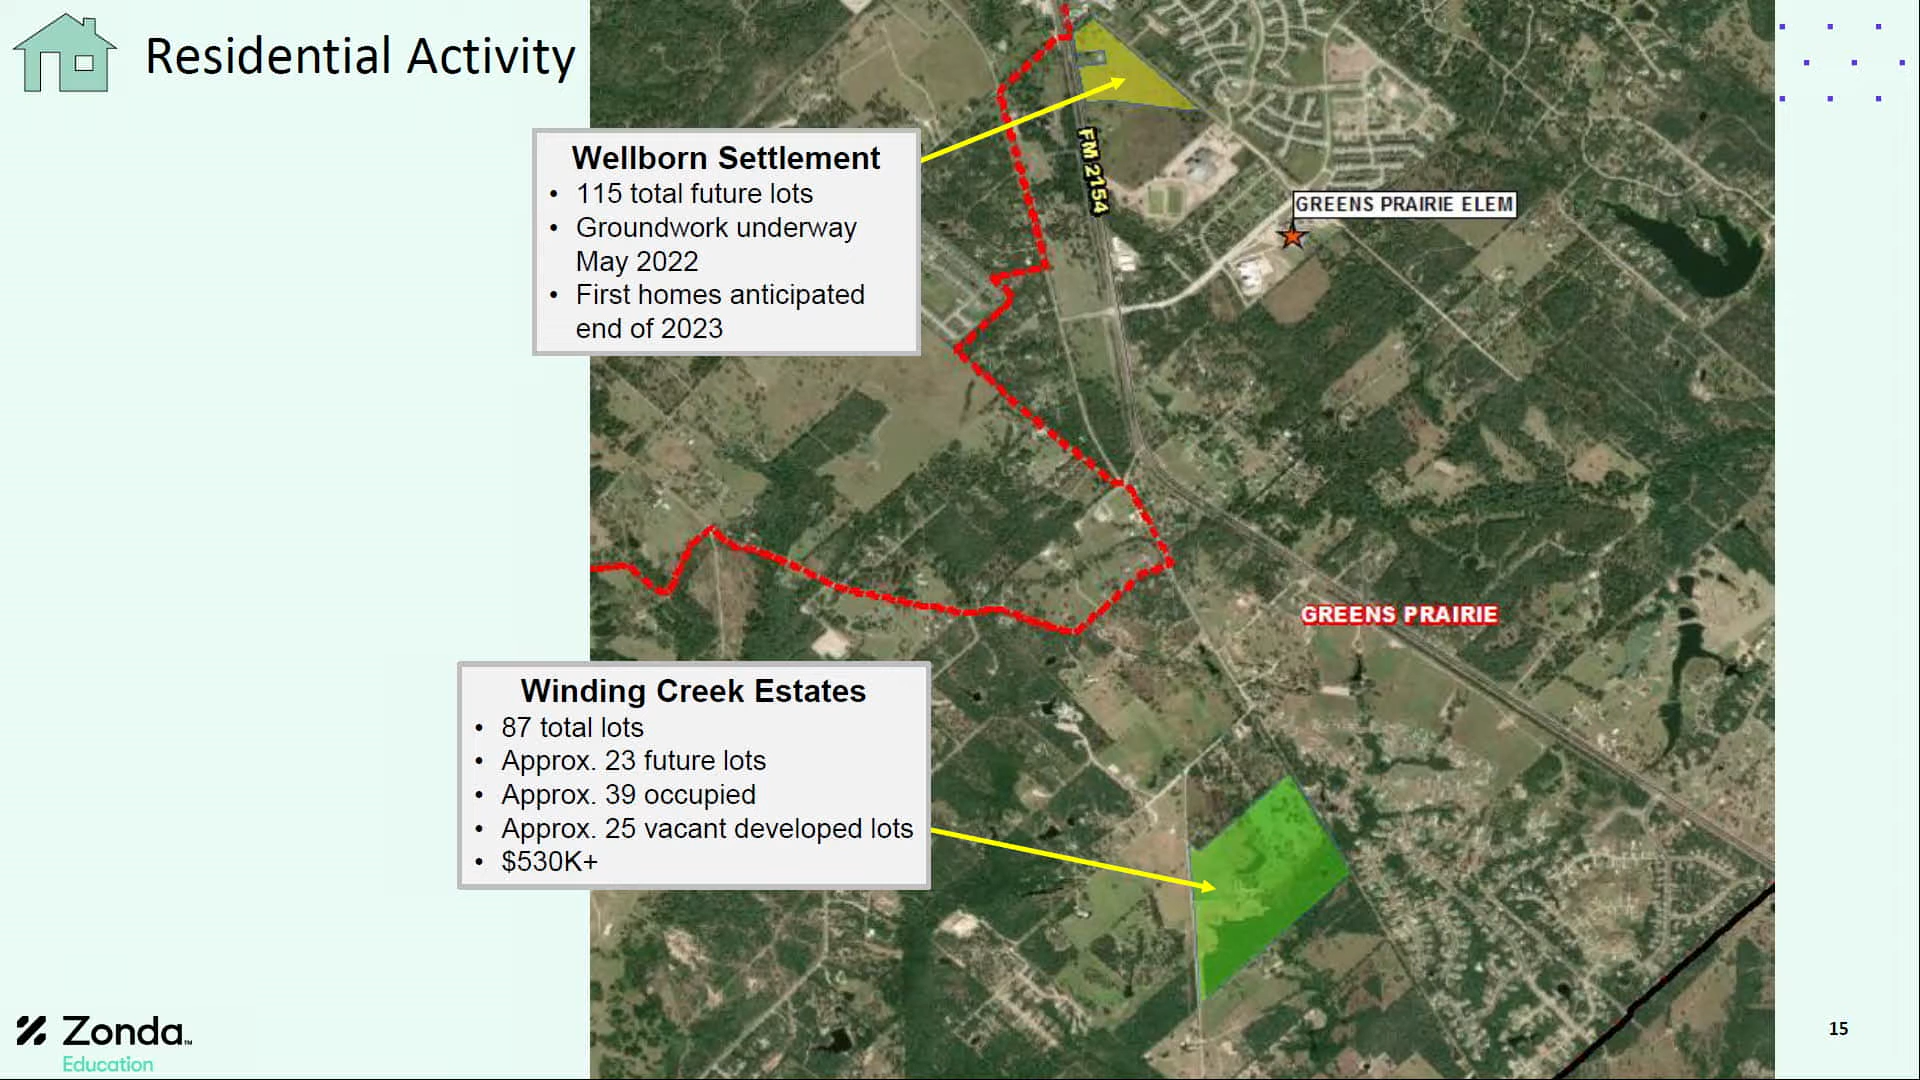 Residential Activity
Wellborn Settlement
• 115 total future lots
• Groundwork underway
May 2022
• First homes anticipated
end of 2023
FM 2154
GREENS PRAIRIE ELEM
GREENS PRAIRIE
Winding Creek Estates
• 87 total lots
• Approx. 23 future lots
• Approx. 39 occupied
• Approx. 25 vacant developed lots
• $530K+
Zonda™
Education
15